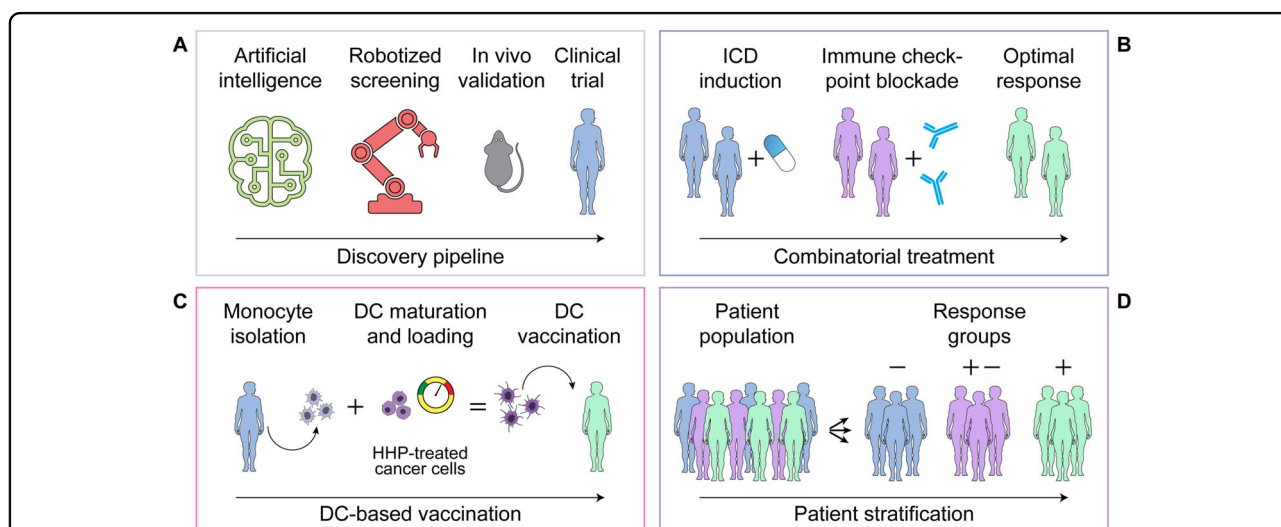 A
Artificial
intelligence
Robotized
screening
In vivo
validation
Clinical
trial
Discovery pipeline
B
ICD
induction
Immune check-
point blockade
Optimal
response
+
+
Combinatorial treatment
C
Monocyte
isolation
DC maturation
and loading
DC
vaccination
+
=
HHP-treated
cancer cells
DC-based vaccination
D
Patient
population
Response
groups
−
+−
+
Patient stratification